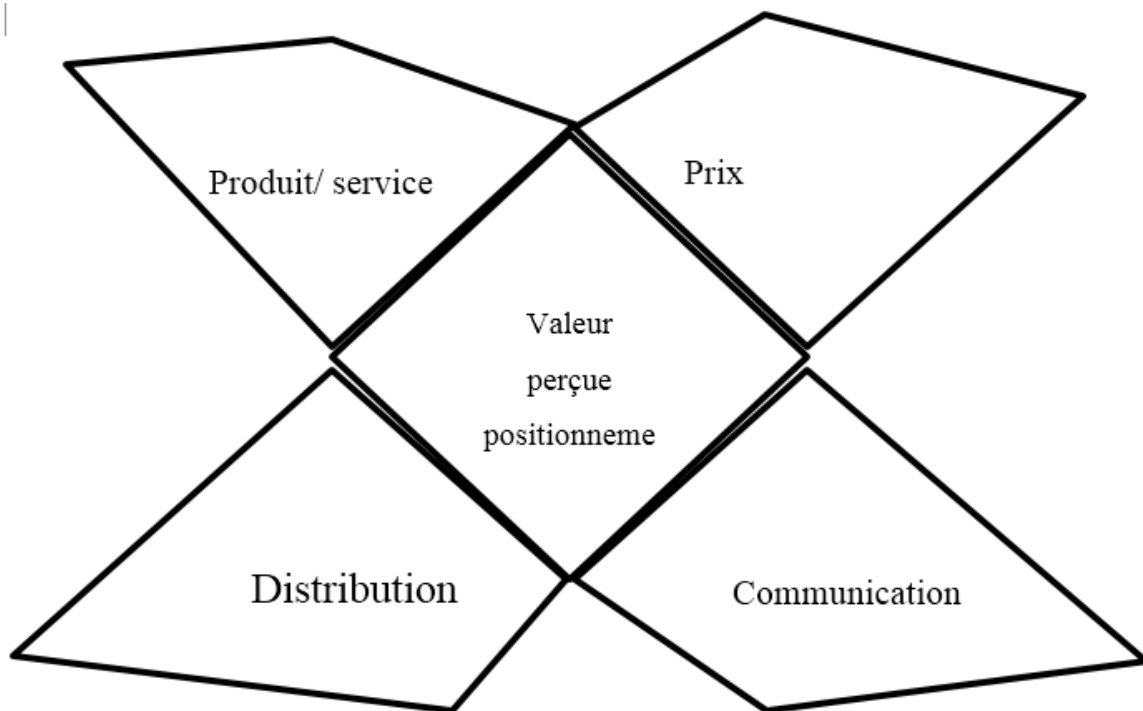 Produit/ service
Prix
Valeur
perçue
positionneme
Distribution
Communication